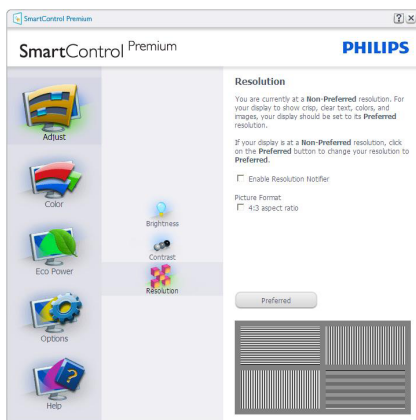 SmartControl Premium
SmartControl Premium
PHILIPS
Adjust
Color
Eco Power
Options
Help
Brightness
Contrast
Resolution
Resolution
You are currently at a Non-Preferred resolution. For
your display to show crisp, clear text, colors, and
images, your display should be set to its Preferred
resolution.
If your display is at a Non-Preferred resolution, click
on the Preferred button to change your resolution to
Preferred.
Enable Resolution Notifier
Picture Format
4:3 aspect ratio
Preferred